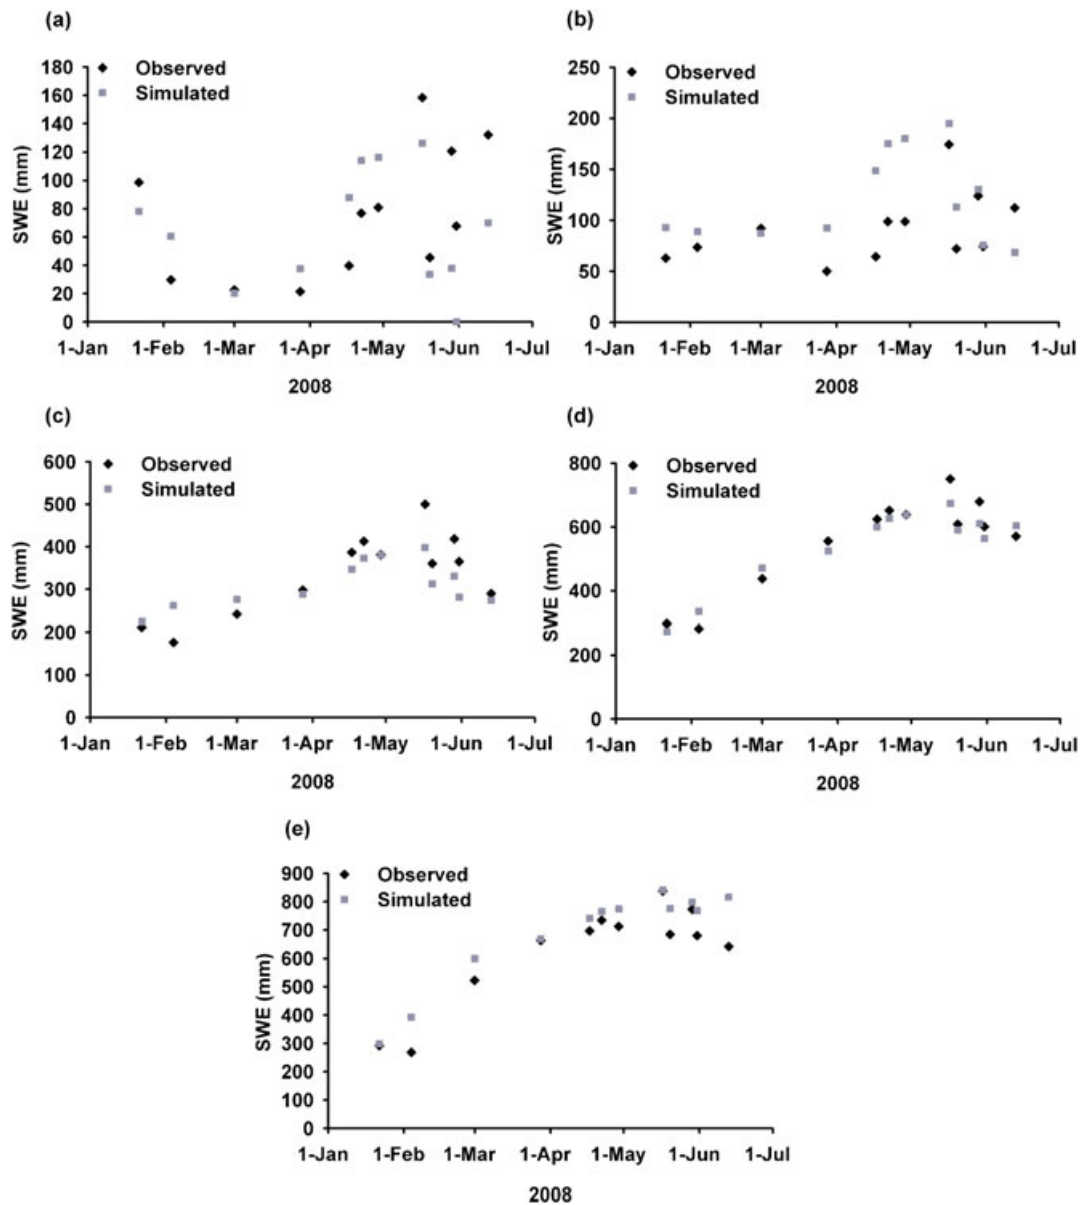 (a)
Observed
Simulated
180
160
140
120
100
80
60
40
20
0
SWE (mm)
1-Jan 1-Feb 1-Mar 1-Apr 1-May 1-Jun 1-Jul
2008
(b)
Observed
Simulated
250
200
150
100
50
0
SWE (mm)
1-Jan 1-Feb 1-Mar 1-Apr 1-May 1-Jun 1-Jul
2008
(c)
Observed
Simulated
600
500
400
300
200
100
0
SWE (mm)
1-Jan 1-Feb 1-Mar 1-Apr 1-May 1-Jun 1-Jul
2008
(d)
Observed
Simulated
800
600
400
200
0
SWE (mm)
1-Jan 1-Feb 1-Mar 1-Apr 1-May 1-Jun 1-Jul
2008
(e)
Observed
Simulated
900
800
700
600
500
400
300
200
100
0
SWE (mm)
1-Jan 1-Feb 1-Mar 1-Apr 1-May 1-Jun 1-Jul
2008